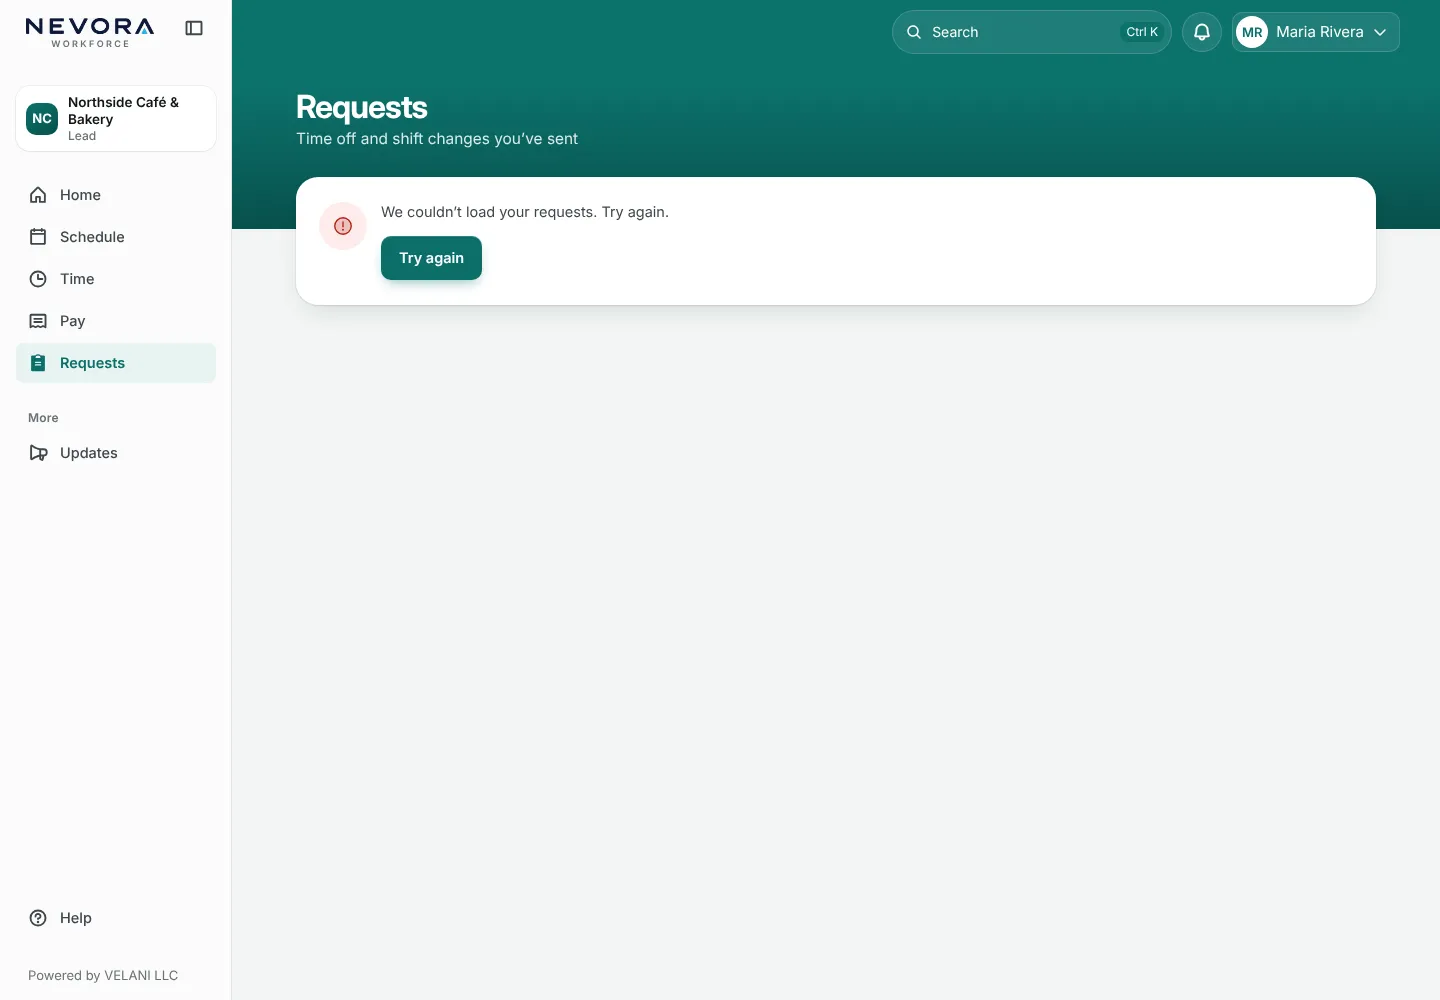 NEVORA
WORKFORCE
Search
Ctrl K
MR
Maria Rivera
NC
Northside Café &
Bakery
Lead
Home
Schedule
Time
Pay
Requests
More
Updates
Help
Powered by VELANI LLC
Requests
Time off and shift changes you’ve sent
We couldn’t load your requests. Try again.
Try again